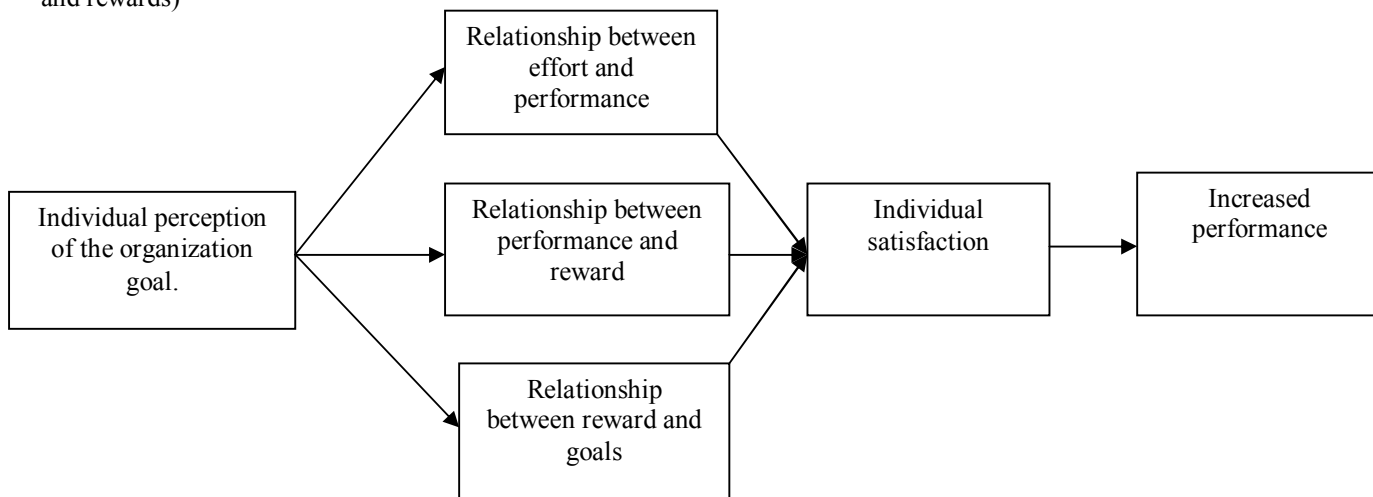 and rewards)
Relationship between
effort and
performance
Individual perception
of the organization
goal.
Relationship between
performance and
reward
Relationship
between reward and
goals
Individual
satisfaction
Increased
performance